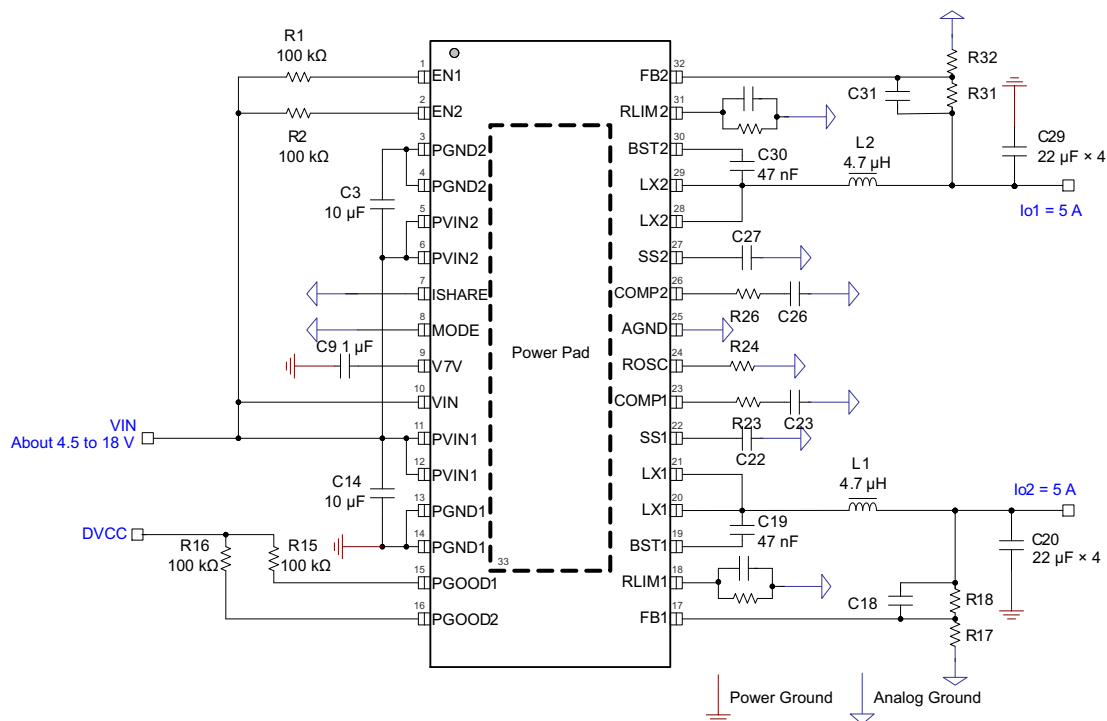 R1
100 kΩ
R2
100 kΩ
C3
10 µF
C9 1 µF
VIN
About 4.5 to 18 V
C14
10 µF
DVCC
R16
100 kΩ
R15
100 kΩ
1
EN1
2
EN2
3
PGND2
4
PGND2
5
PVIN2
6
PVIN2
7
ISHARE
8
MODE
9
V7V
10
VIN
11
PVIN1
12
PVIN1
13
PGND1
14
PGND1
15
PGOOD1
16
PGOOD2
Power Pad
33
32
FB2
31
RLIM2
30
BST2
29
LX2
28
LX2
27
SS2
26
COMP2
25
AGND
24
ROSC
23
COMP1
22
SS1
21
LX1
20
LX1
19
BST1
18
RLIM1
17
FB1
R32
R31
C31
C29
22 µF × 4
L2
4.7 µH
C30
47 nF
Io1 = 5 A
C27
R26
C26
R24
R23
C23
C22
L1
4.7 µH
Io2 = 5 A
C19
47 nF
C20
22 µF × 4
C18
R18
R17
Power Ground
Analog Ground